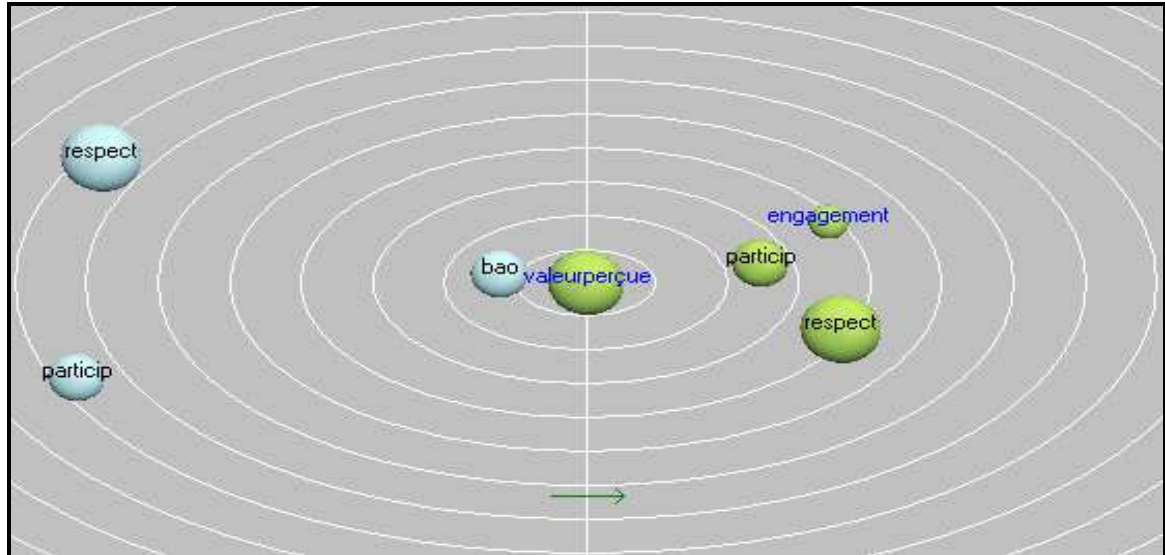 respect
engagement
particip
bao
valeurperçue
respect
particip